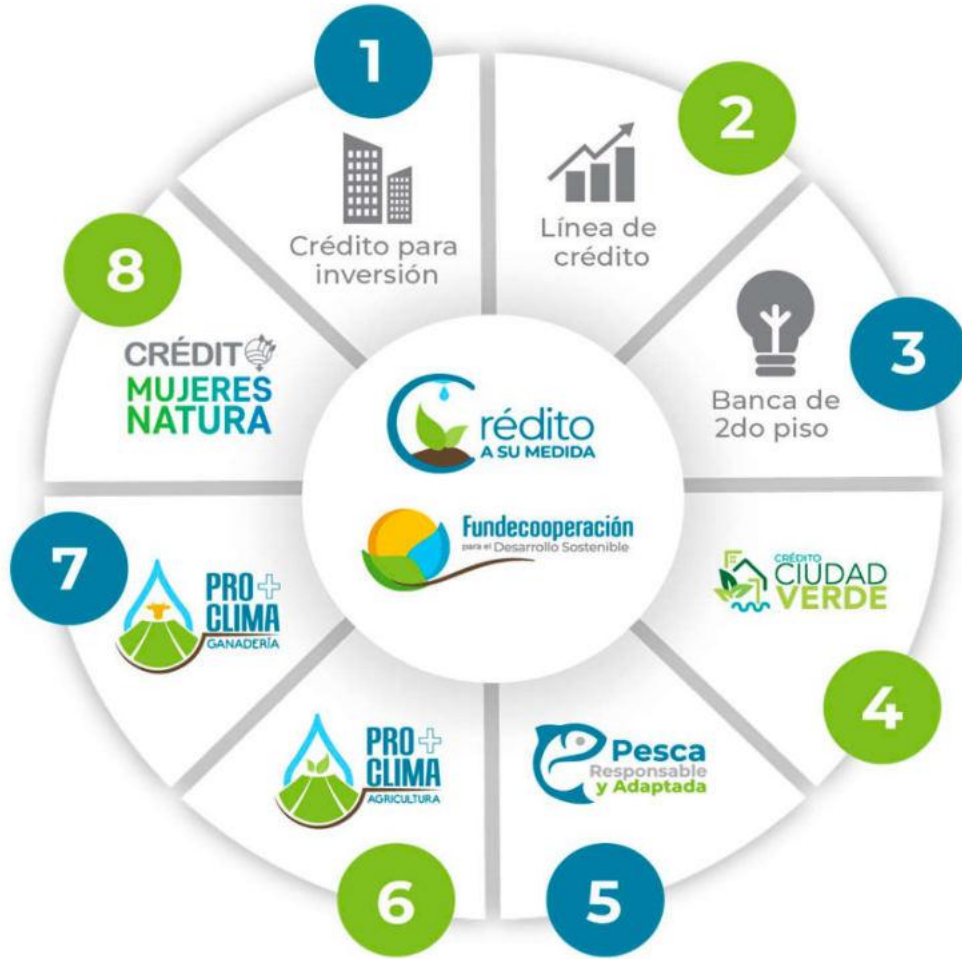 1
Crédito para
inversión
2
Línea de
crédito
3
Banca de
2do piso
CRÉDITO
CIUDAD
VERDE
4
Pesca
Responsable
y Adaptada
5
PRO+
CLIMA
AGRICULTURA
6
7
PRO+
CLIMA
GANADERÍA
8
CRÉDITO
MUJERES
NATURA
Crédito
A SU MEDIDA
Fundecooperación
para el Desarrollo Sostenible